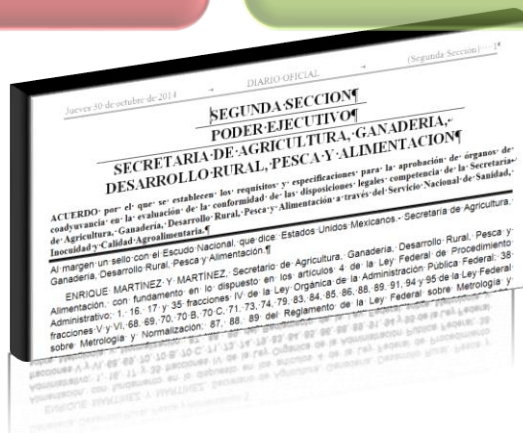 Jueves 30 de octubre de 2014 DIARIO OFICIAL (Segunda Sección) 1
SEGUNDA·SECCION¶
PODER·EJECUTIVO¶
SECRETARIA·DE·AGRICULTURA,·GANADERIA,·
DESARROLLO·RURAL,·PESCA·Y·ALIMENTACION¶
ACUERDO· por· el· que· se· establecen· los· requisitos· y· especificaciones· para· la· aprobación· de· órganos· de·
coadyuvancia· en· la· evaluación· de· la· conformidad· de· las· disposiciones· legales· competencia· de· la· Secretaría·
de· Agricultura,· Ganadería,· Desarrollo· Rural,· Pesca· y· Alimentación· a· través· del· Servicio· Nacional· de· Sanidad,·
Inocuidad·y·Calidad·Agroalimentaria.¶
Al· margen· un· sello· con· el· Escudo· Nacional,· que· dice:· Estados· Unidos· Mexicanos.-· Secretaría· de· Agricultura,·
Ganadería,·Desarrollo·Rural,·Pesca·y·Alimentación.¶
ENRIQUE· MARTÍNEZ· Y· MARTÍNEZ,· Secretario· de· Agricultura,· Ganadería,· Desarrollo· Rural,· Pesca· y·
Alimentación,· con· fundamento· en· lo· dispuesto· en· los· artículos· 4· de· la· Ley· Federal· de· Procedimiento·
Administrativo;· 1,· 16,· 17· y· 35· fracciones· IV· de· la· Ley· Orgánica· de· la· Administración· Pública· Federal;· 38·
fracciones·V·y·VI,·68,·69,·70,·70-B,·70-C,·71,·73,·74,·79,·83,·84,·85,·86,·88,·89,·91,·94·y·95·de·la·Ley·Federal·
sobre· Metrología· y· Normalización;· 87,· 88,· 89· del· Reglamento· de· la· Ley· Federal· sobre· Metrología· y·